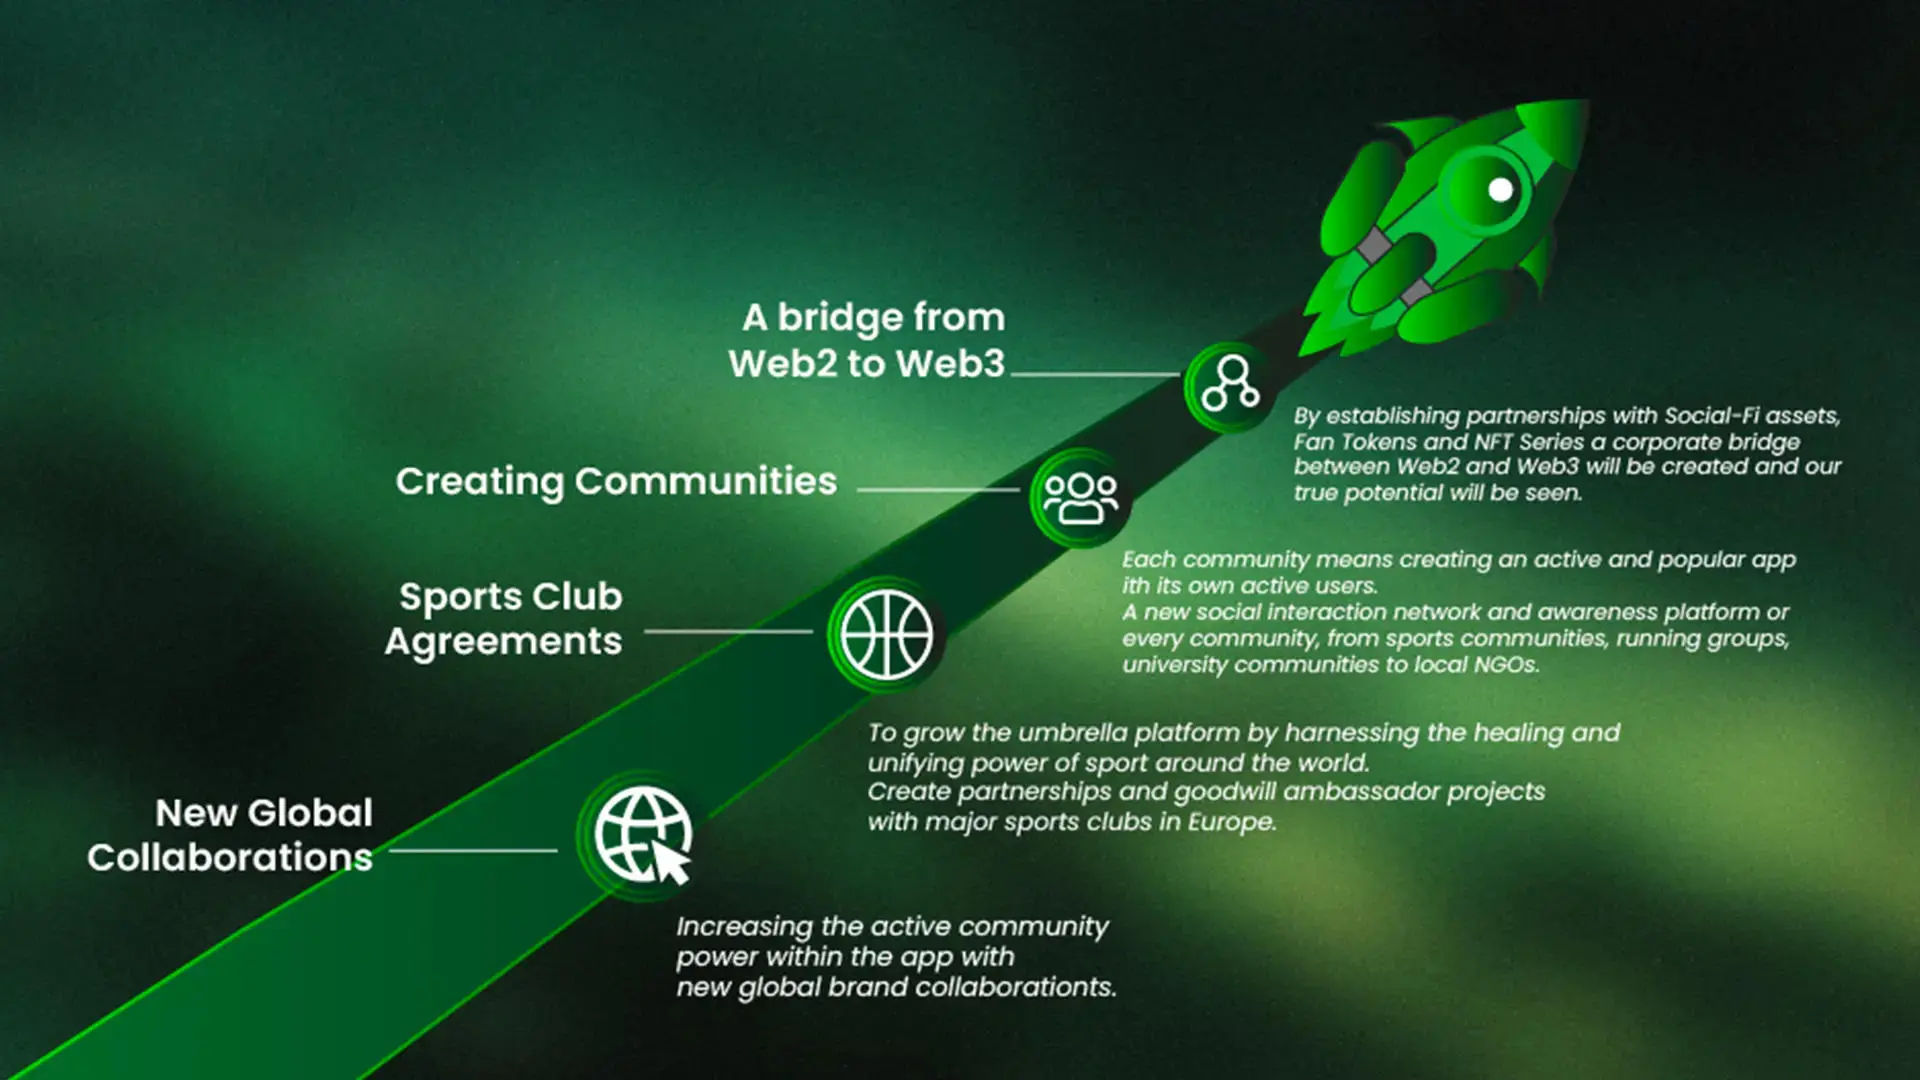 A bridge from
Web2 to Web3
By establishing partnerships with Social-Fi assets,
Fan Tokens and NFT Series a corporate bridge
between Web2 and Web3 will be created and our
true potential will be seen.
Creating Communities
Each community means creating an active and popular app
ith its own active users.
A new social interaction network and awareness platform or
every community, from sports communities, running groups,
university communities to local NGOs.
Sports Club
Agreements
To grow the umbrella platform by harnessing the healing and
unifying power of sport around the world.
Create partnerships and goodwill ambassador projects
with major sports clubs in Europe.
New Global
Collaborations
Increasing the active community
power within the app with
new global brand collaborationts.